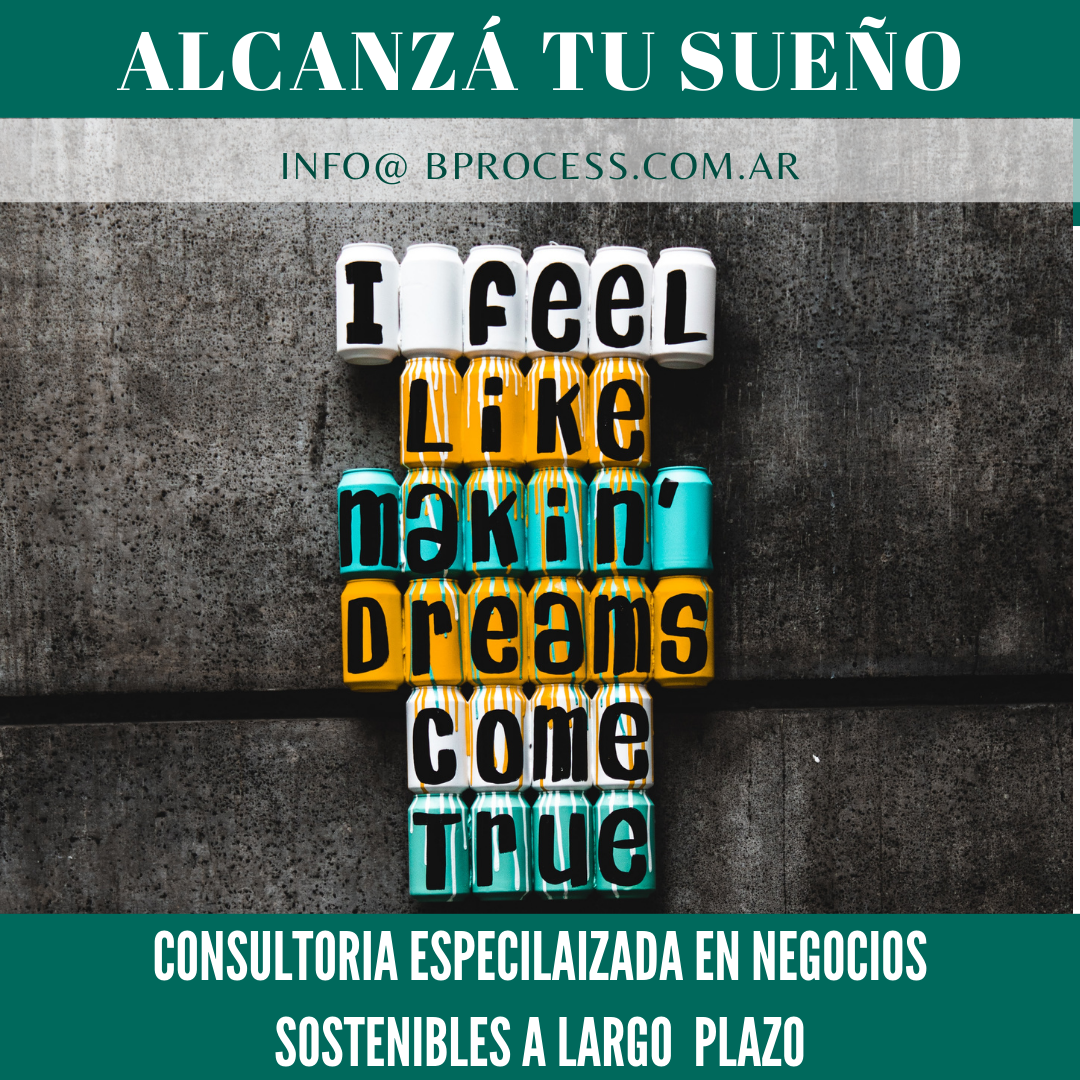 ALCANZÁ TU SUEÑO
INFO@ BPROCESS.COM.AR
I feel
Like
makin'
Dreams
come
True
CONSULTORIA ESPECILAIZADA EN NEGOCIOS
SOSTENIBLES A LARGO PLAZO